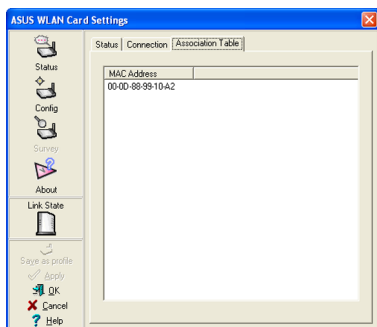 ASUS WLAN Card Settings
Status
Config
Survey
About
Link State
Save as profile
Apply
OK
Cancel
Help
Status Connection Association Table
MAC Address
00-0D-88-99-10-A2